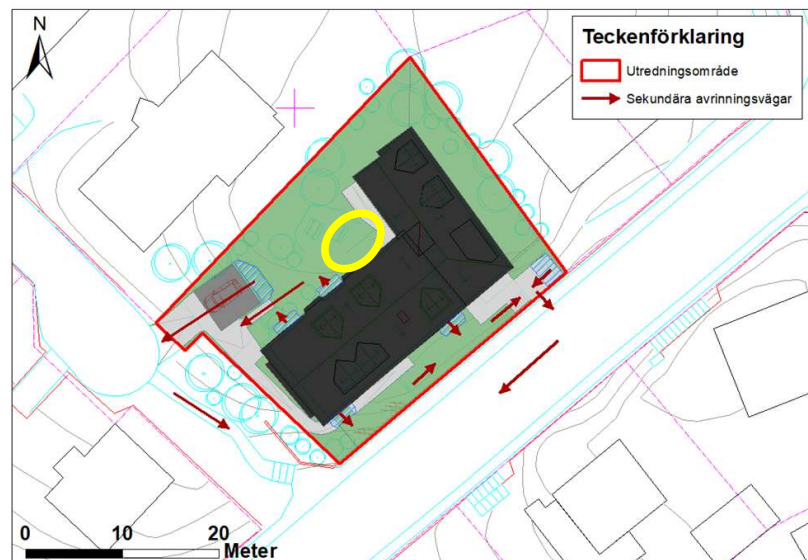 N
Teckenförklaring
Utredningsområde
Sekundära avrinningsvägar
0 10 20
Meter